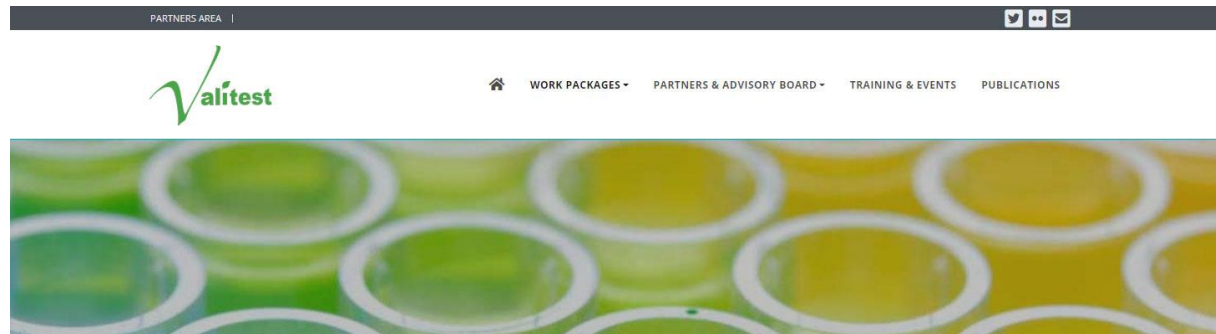 PARTNERS AREA |
Valitest
WORK PACKAGES PARTNERS & ADVISORY BOARD TRAINING & EVENTS PUBLICATIONS